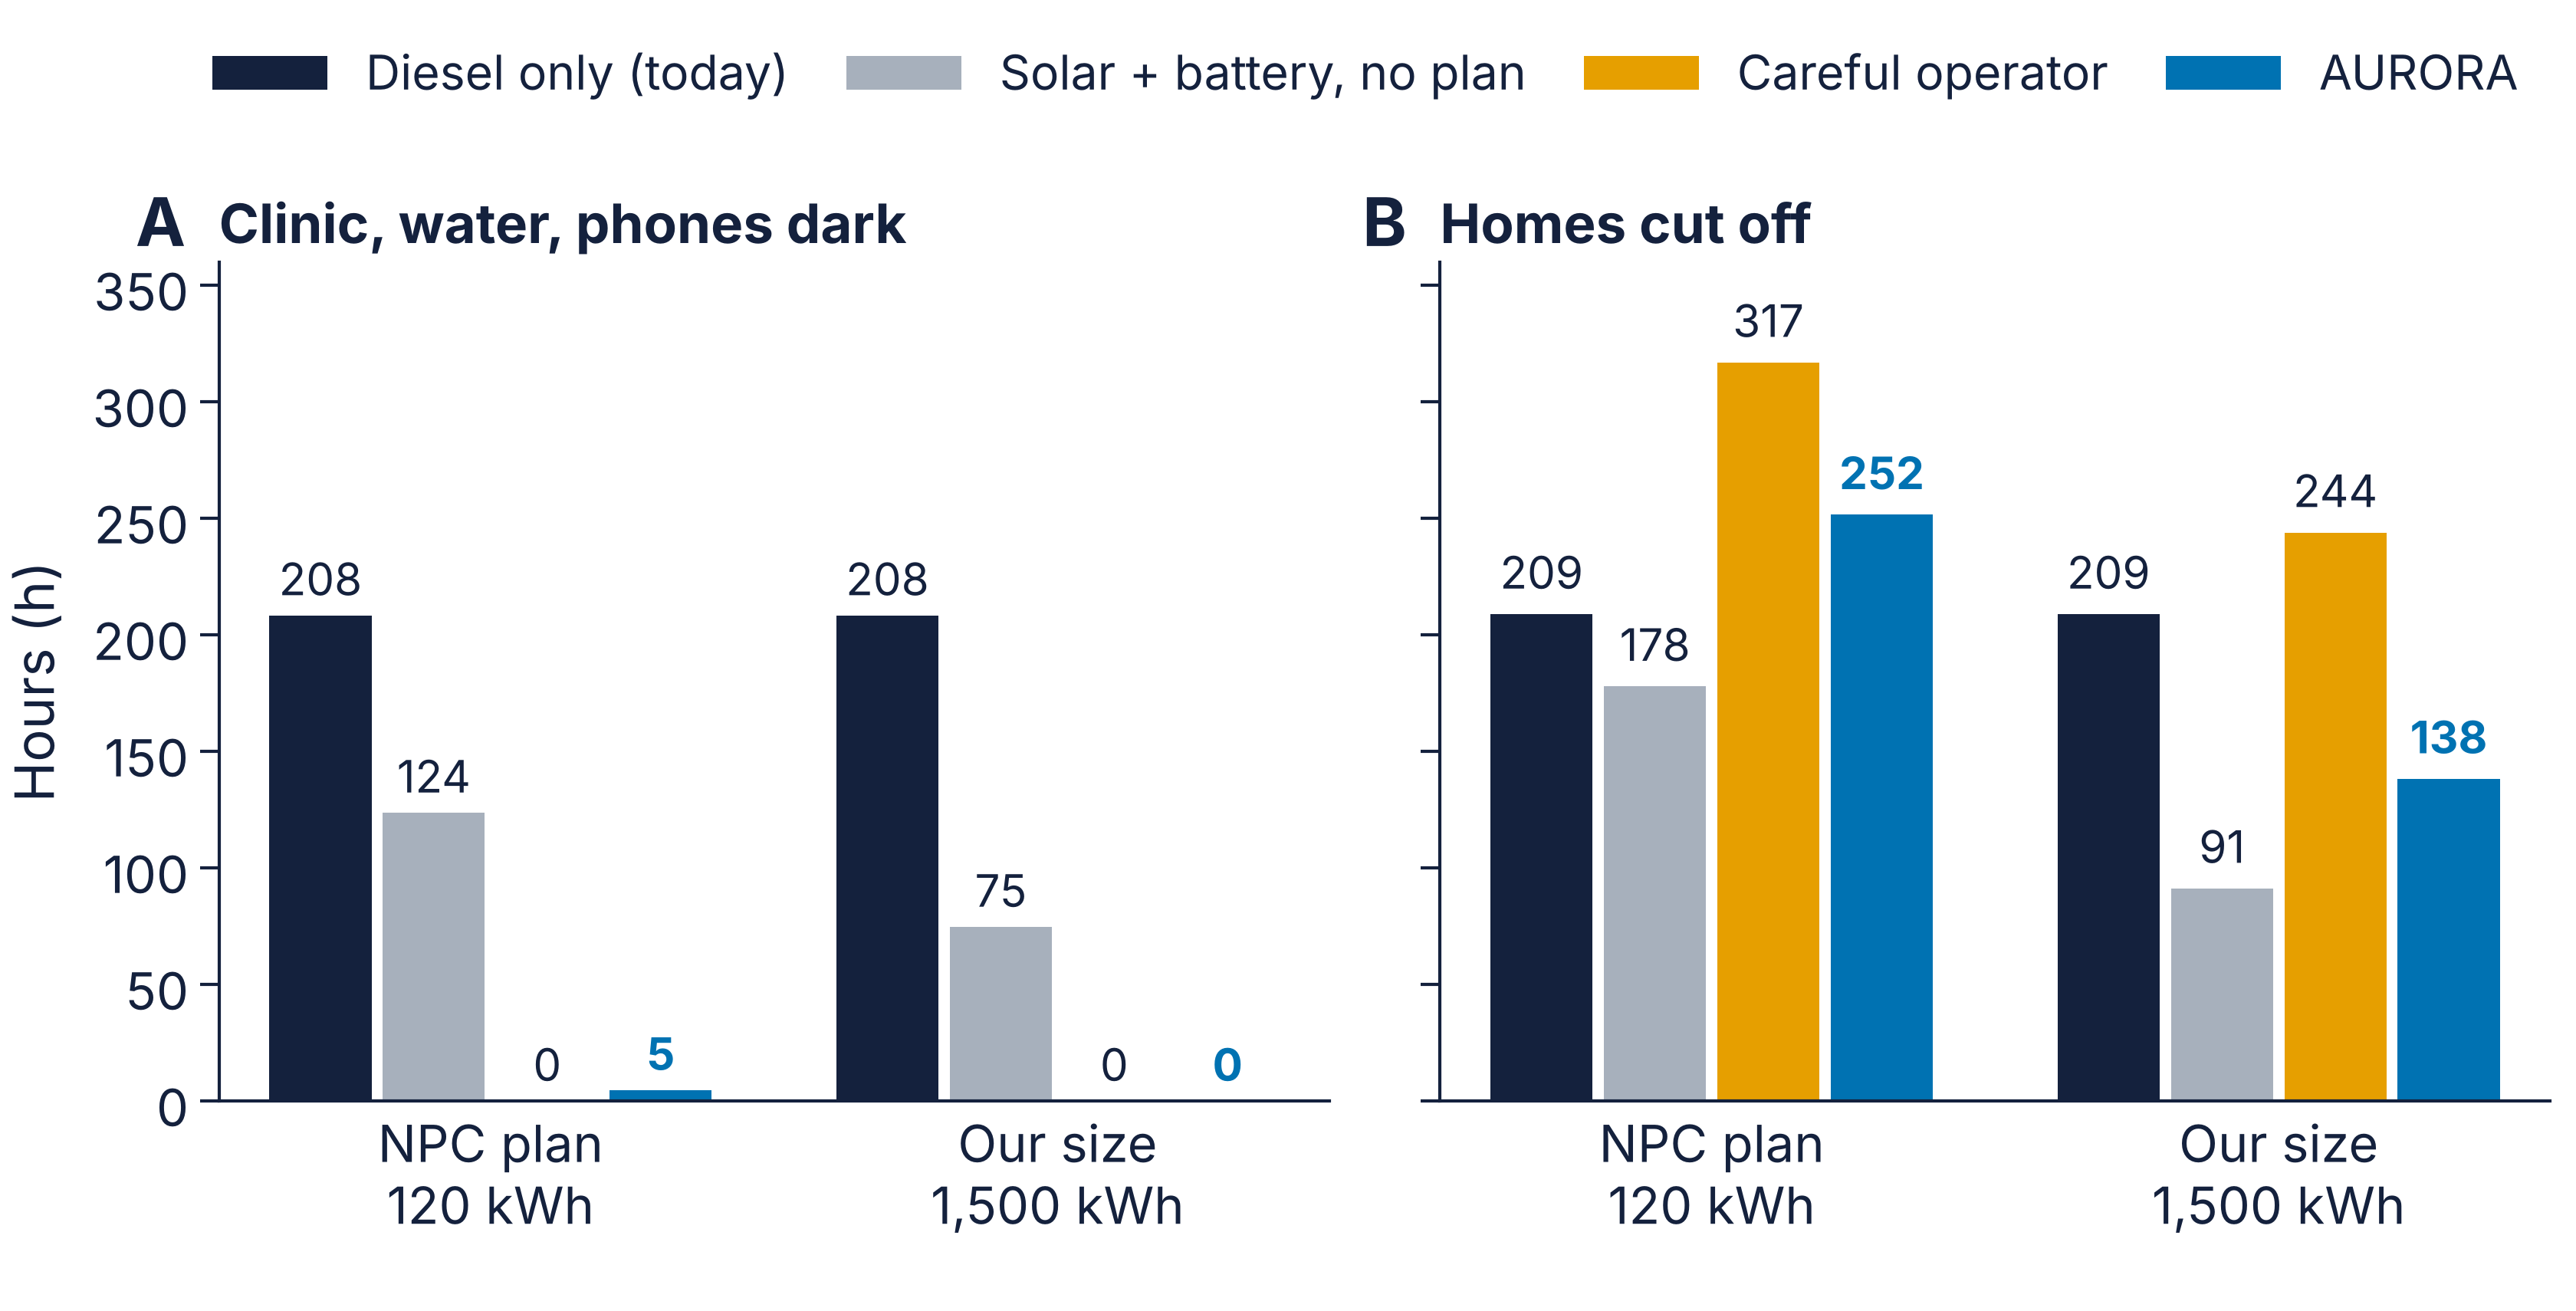 Diesel only (today) Solar + battery, no plan Careful operator AURORA
A Clinic, water, phones dark
Hours (h)
350
300
250
200
150
100
50
0
208
124
0
5
208
75
0
0
NPC plan
120 kWh
Our size
1,500 kWh
B Homes cut off
209
178
317
252
209
91
244
138
NPC plan
120 kWh
Our size
1,500 kWh